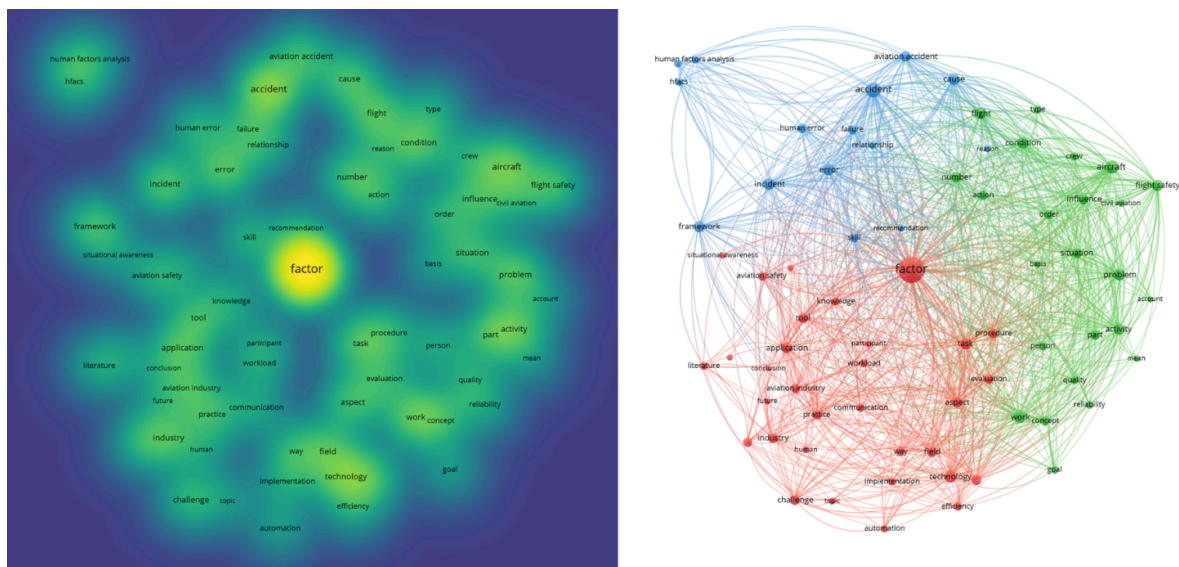 human factors analysis
hfacs
aviation accident
cause
accident
flight
type
human error
failure
relationship
reason
condition
crew
aircraft
error
incident
number
action
influence
flight safety
civil aviation
order
framework
situational awareness
skill
recommendation
situation
factor
basis
aviation safety
problem
knowledge
account
tool
procedure
part
activity
application
participant
task
person
mean
literature
conclusion
workload
evaluation
quality
aviation industry
future
practice
communication
aspect
reliability
work
concept
industry
human
way
field
goal
implementation
technology
challenge
topic
efficiency
automation
human factors analysis
hfacs
aviation accident
cause
accident
flight
type
human error
failure
relationship
reason
condition
crew
aircraft
error
incident
number
action
influence
flight safety
civil aviation
order
framework
situational awareness
skill
recommendation
situation
factor
basis
aviation safety
problem
knowledge
account
tool
procedure
part
activity
application
participant
task
person
mean
literature
conclusion
workload
evaluation
quality
aviation industry
future
practice
communication
aspect
reliability
work
concept
industry
human
way
field
goal
implementation
technology
challenge
topic
efficiency
automation